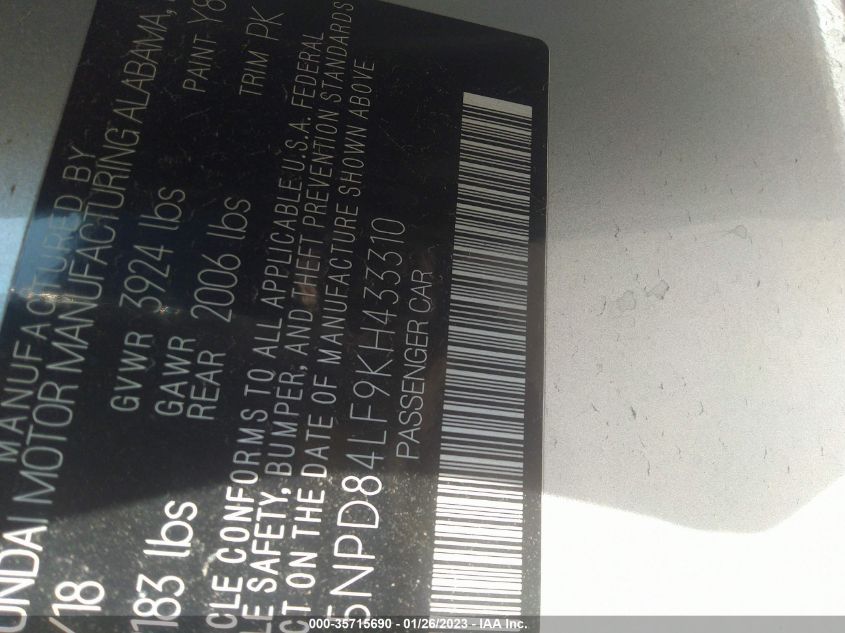 MANUFACTURED BY
UNDAI MOTOR MANUFACTURING ALABAMA,
/18 GVWR 3924 lbs PAINT Y8
183 lbs GAWR REAR 2006 lbs TRIM PK
CLE CONFORMS TO ALL APPLICABLE U.S.A. FEDERAL
LE SAFETY, BUMPER, AND THEFT PREVENTION STANDARDS
CT ON THE DATE OF MANUFACTURE SHOWN ABOVE
5NPD84LF9KH433310
PASSENGER CAR
000-35715690 - 01/26/2023 - IAA Inc.